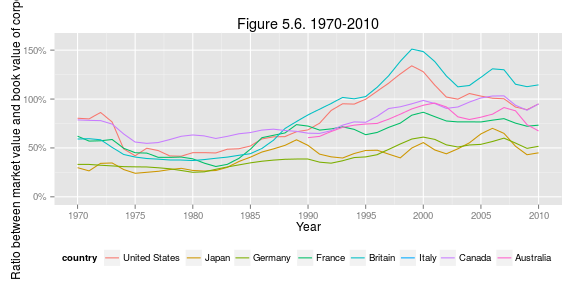 Figure 5.6. 1970-2010
Ratio between market value and book value of corp
150%
100%
50%
0%
1970 1975 1980 1985 1990 1995 2000 2005 2010
Year
country United States Japan Germany France Britain Italy Canada Australia